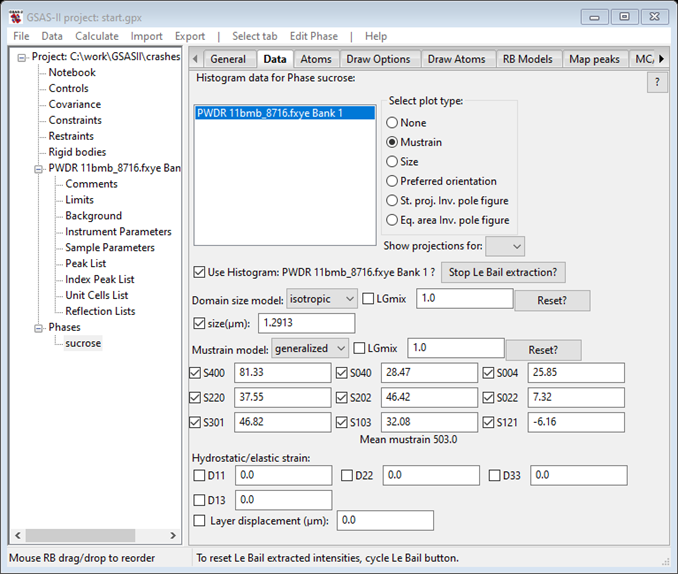 GSAS-II project: start.gpx
File Data Calculate Import Export | Select tab Edit Phase | Help
Project: C:\work\GSASII\crashes
Notebook
Controls
Covariance
Constraints
Restraints
Rigid bodies
PWDR 11bmb_8716.fxye Ban
Comments
Limits
Background
Instrument Parameters
Sample Parameters
Peak List
Index Peak List
Unit Cells List
Reflection Lists
Phases
sucrose
General Data Atoms Draw Options Draw Atoms RB Models Map peaks MC/
Histogram data for Phase sucrose:
?
PWDR 11bmb_8716.fxye Bank 1
Select plot type:
None
Mustrain
Size
Preferred orientation
St. proj. Inv. pole figure
Eq. area Inv. pole figure
Show projections for:
Use Histogram: PWDR 11bmb_8716.fxye Bank 1 ? Stop Le Bail extraction?
Domain size model: isotropic LGmix 1.0 Reset?
size(μm): 1.2913
Mustrain model: generalized LGmix 1.0 Reset?
S400 81.33 S040 28.47 S004 25.85
S220 37.55 S202 46.42 S022 7.32
S301 46.82 S103 32.08 S121 -6.16
Mean mustrain 503.0
Hydrostatic/elastic strain:
D11 0.0 D22 0.0 D33 0.0
D13 0.0
Layer displacement (μm): 0.0
Mouse RB drag/drop to reorder
To reset Le Bail extracted intensities, cycle Le Bail button.